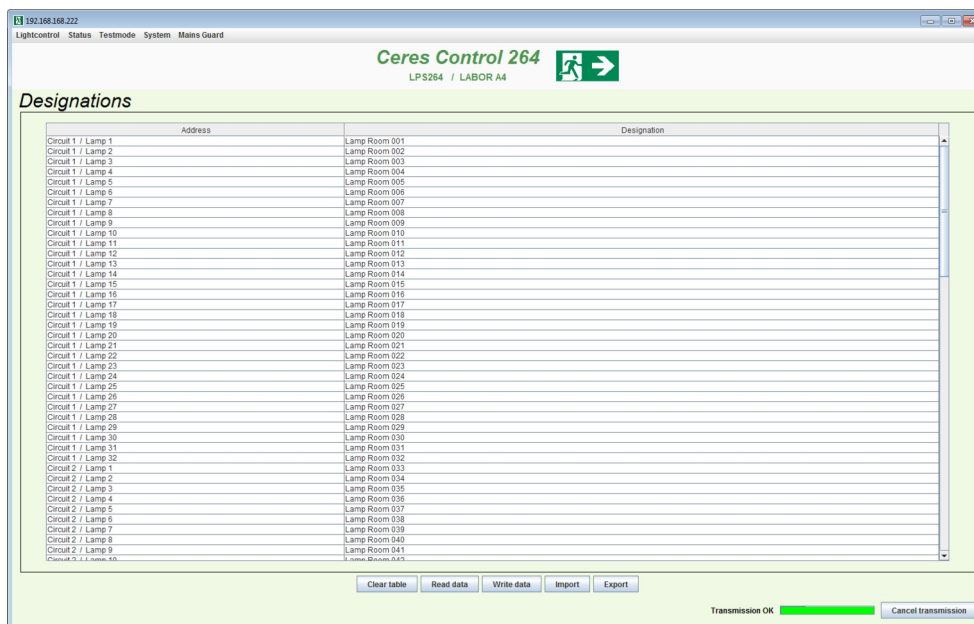 192.168.168.222
Lightcontrol Status Testmode System Mains Guard
Ceres Control 264
LPS264 / LABOR A4
Designations
Address Designation
Circuit 1 / Lamp 1 Lamp Room 001
Circuit 1 / Lamp 2 Lamp Room 002
Circuit 1 / Lamp 3 Lamp Room 003
Circuit 1 / Lamp 4 Lamp Room 004
Circuit 1 / Lamp 5 Lamp Room 005
Circuit 1 / Lamp 6 Lamp Room 006
Circuit 1 / Lamp 7 Lamp Room 007
Circuit 1 / Lamp 8 Lamp Room 008
Circuit 1 / Lamp 9 Lamp Room 009
Circuit 1 / Lamp 10 Lamp Room 010
Circuit 1 / Lamp 11 Lamp Room 011
Circuit 1 / Lamp 12 Lamp Room 012
Circuit 1 / Lamp 13 Lamp Room 013
Circuit 1 / Lamp 14 Lamp Room 014
Circuit 1 / Lamp 15 Lamp Room 015
Circuit 1 / Lamp 16 Lamp Room 016
Circuit 1 / Lamp 17 Lamp Room 017
Circuit 1 / Lamp 18 Lamp Room 018
Circuit 1 / Lamp 19 Lamp Room 019
Circuit 1 / Lamp 20 Lamp Room 020
Circuit 1 / Lamp 21 Lamp Room 021
Circuit 1 / Lamp 22 Lamp Room 022
Circuit 1 / Lamp 23 Lamp Room 023
Circuit 1 / Lamp 24 Lamp Room 024
Circuit 1 / Lamp 25 Lamp Room 025
Circuit 1 / Lamp 26 Lamp Room 026
Circuit 1 / Lamp 27 Lamp Room 027
Circuit 1 / Lamp 28 Lamp Room 028
Circuit 1 / Lamp 29 Lamp Room 029
Circuit 1 / Lamp 30 Lamp Room 030
Circuit 1 / Lamp 31 Lamp Room 031
Circuit 1 / Lamp 32 Lamp Room 032
Circuit 2 / Lamp 1 Lamp Room 033
Circuit 2 / Lamp 2 Lamp Room 034
Circuit 2 / Lamp 3 Lamp Room 035
Circuit 2 / Lamp 4 Lamp Room 036
Circuit 2 / Lamp 5 Lamp Room 037
Circuit 2 / Lamp 6 Lamp Room 038
Circuit 2 / Lamp 7 Lamp Room 039
Circuit 2 / Lamp 8 Lamp Room 040
Circuit 2 / Lamp 9 Lamp Room 041
Circuit 2 / Lamp 10 Lamp Room 042
Clear table Read data Write data Import Export
Transmission OK Cancel transmission